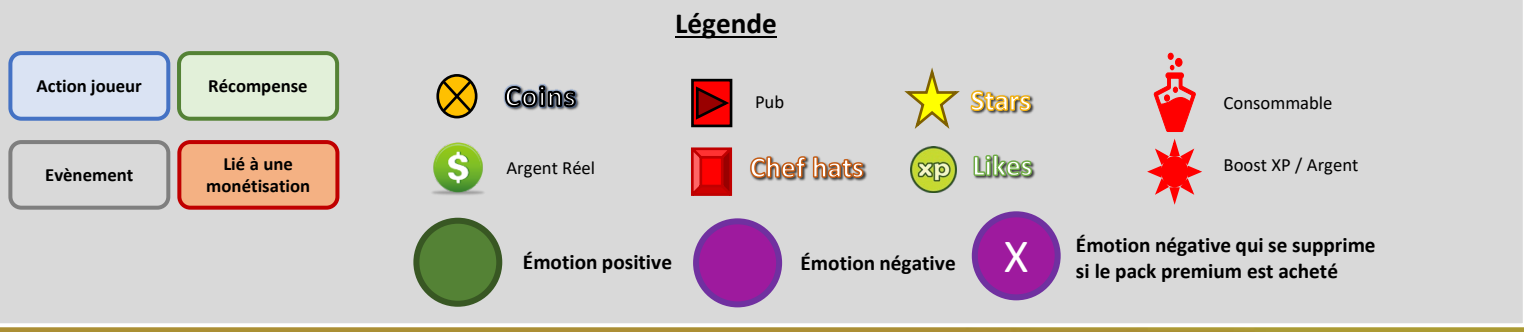 Légende
Action joueur
Récompense
Evènement
Lié à une
monétisation
Coins
Pub
Stars
Consommable
$
Argent Réel
Chef hats
xp
Likes
Boost XP / Argent
Émotion positive
Émotion négative
X
Émotion négative qui se supprime
si le pack premium est acheté